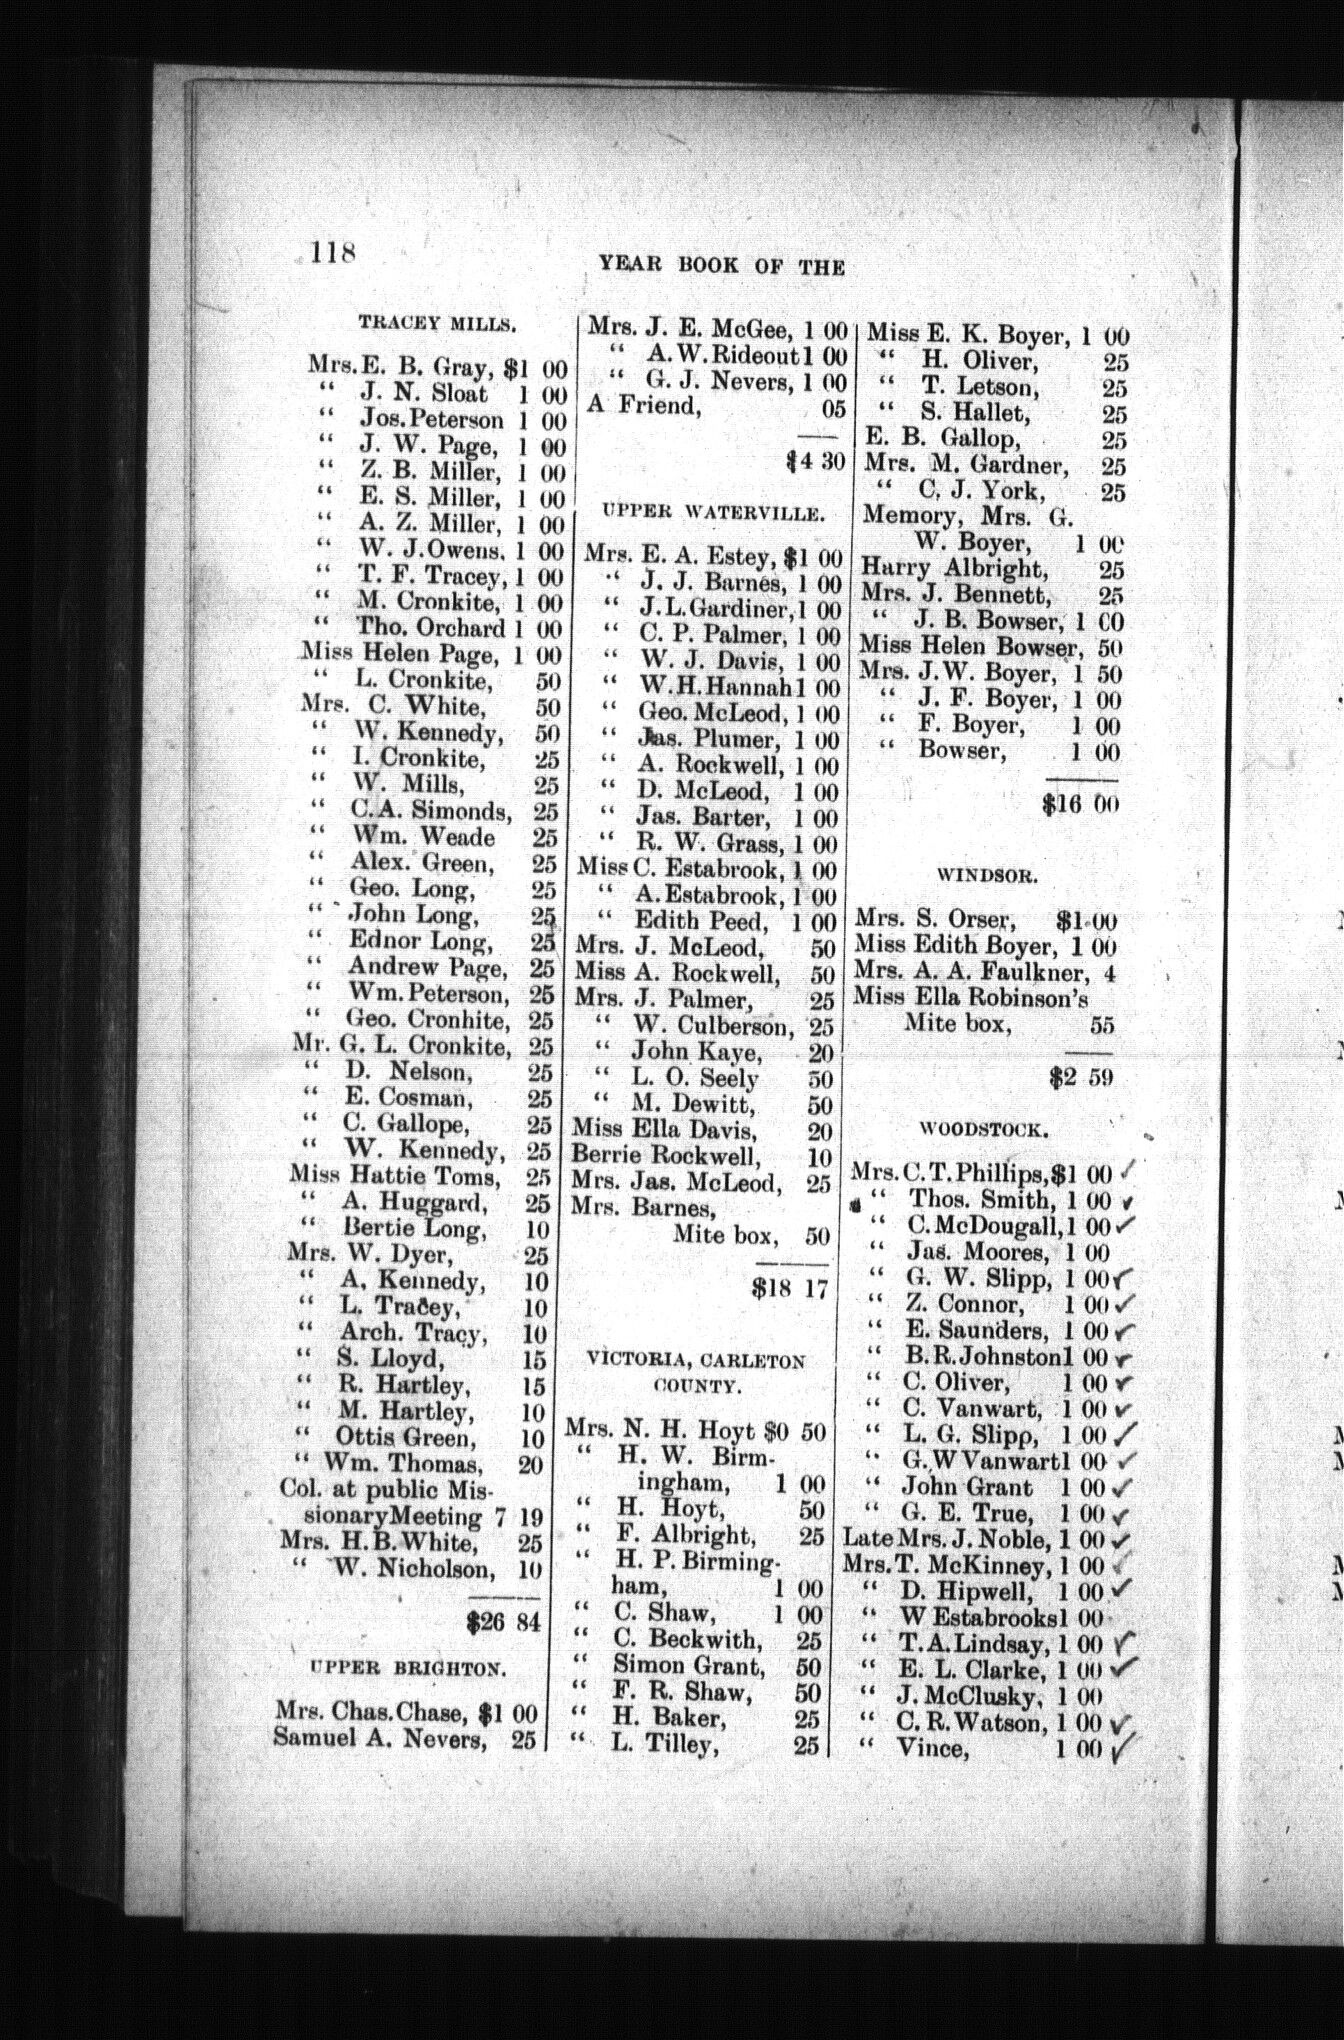 118
YEAR BOOK OF THE
TRACEY MILLS.
Mrs. E. B. Gray, $1 00
" J. N. Sloat 1 00
" Jos. Peterson 1 00
" J. W. Page, 1 00
" Z. B. Miller, 1 00
" E. S. Miller, 1 00
" A. Z. Miller, 1 00
" W. J. Owens, 1 00
" T. F. Tracey, 1 00
" M. Cronkite, 1 00
" Tho. Orchard 1 00
Miss Helen Page, 1 00
" L. Cronkite, 50
Mrs. C. White, 50
" W. Kennedy, 50
" I. Cronkite, 25
" W. Mills, 25
" C. A. Simonds, 25
" Wm. Weade 25
" Alex. Green, 25
" Geo. Long, 25
" John Long, 25
" Ednor Long, 25
" Andrew Page, 25
" Wm. Peterson, 25
" Geo. Cronhite, 25
Mr. G. L. Cronkite, 25
" D. Nelson, 25
" E. Cosman, 25
" C. Gallope, 25
" W. Kennedy, 25
Miss Hattie Toms, 25
" A. Huggard, 25
" Bertie Long, 10
Mrs. W. Dyer, 25
" A. Kennedy, 10
" L. Tracey, 10
" Arch. Tracy, 10
" S. Lloyd, 15
" R. Hartley, 15
" M. Hartley, 10
" Ottis Green, 10
" Wm. Thomas, 20
Col. at public Mis-
sionary Meeting 7 19
Mrs. H. B. White, 25
" W. Nicholson, 10
$26 84
UPPER BRIGHTON.
Mrs. Chas. Chase, $1 00
Samuel A. Nevers, 25
Mrs. J. E. McGee, 1 00
" A. W. Rideout 1 00
" G. J. Nevers, 1 00
A Friend, 05
$4 30
UPPER WATERVILLE.
Mrs. E. A. Estey, $1 00
" J. J. Barnes, 1 00
" J. L. Gardiner, 1 00
" C. P. Palmer, 1 00
" W. J. Davis, 1 00
" W. H. Hannah 1 00
" Geo. McLeod, 1 00
" Jas. Plumer, 1 00
" A. Rockwell, 1 00
" D. McLeod, 1 00
" Jas. Barter, 1 00
" R. W. Grass, 1 00
Miss C. Estabrook, 1 00
" A. Estabrook, 1 00
" Edith Peed, 1 00
Mrs. J. McLeod, 50
Miss A. Rockwell, 50
Mrs. J. Palmer, 25
" W. Culberson, 25
" John Kaye, 20
" L. O. Seely 50
" M. Dewitt, 50
Miss Ella Davis, 20
Berrie Rockwell, 10
Mrs. Jas. McLeod, 25
Mrs. Barnes,
Mite box, 50
$18 17
VICTORIA, CARLETON
COUNTY.
Mrs. N. H. Hoyt $0 50
" H. W. Birm-
ingham, 1 00
" H. Hoyt, 50
" F. Albright, 25
" H. P. Birming-
ham, 1 00
" C. Shaw, 1 00
" C. Beckwith, 25
" Simon Grant, 50
" F. R. Shaw, 50
" H. Baker, 25
" L. Tilley, 25
Miss E. K. Boyer, 1 00
" H. Oliver, 25
" T. Letson, 25
" S. Hallet, 25
E. B. Gallop, 25
Mrs. M. Gardner, 25
" C. J. York, 25
Memory, Mrs. G.
W. Boyer, 1 00
Harry Albright, 25
Mrs. J. Bennett, 25
" J. B. Bowser, 1 00
Miss Helen Bowser, 50
Mrs. J. W. Boyer, 1 50
" J. F. Boyer, 1 00
" F. Boyer, 1 00
" Bowser, 1 00
$16 00
WINDSOR.
Mrs. S. Orser, $1 00
Miss Edith Boyer, 1 00
Mrs. A. A. Faulkner, 4
Miss Ella Robinson's
Mite box, 55
$2 59
WOODSTOCK.
Mrs. C. T. Phillips, $1 00 ✓
" Thos. Smith, 1 00 ✓
" C. McDougall, 1 00 ✓
" Jas. Moores, 1 00
" G. W. Slipp, 1 00 ✓
" Z. Connor, 1 00 ✓
" E. Saunders, 1 00 ✓
" B. R. Johnston 1 00 ✓
" C. Oliver, 1 00 ✓
" C. Vanwart, 1 00 ✓
" L. G. Slipp, 1 00 ✓
" G. W Vanwart 1 00 ✓
" John Grant 1 00 ✓
" G. E. True, 1 00 ✓
Late Mrs. J. Noble, 1 00 ✓
Mrs. T. McKinney, 1 00 ✓
" D. Hipwell, 1 00 ✓
" W Estabrooks 1 00
" T. A. Lindsay, 1 00 ✓
" E. L. Clarke, 1 00 ✓
" J. McClusky, 1 00
" C. R. Watson, 1 00 ✓
" Vince, 1 00 ✓